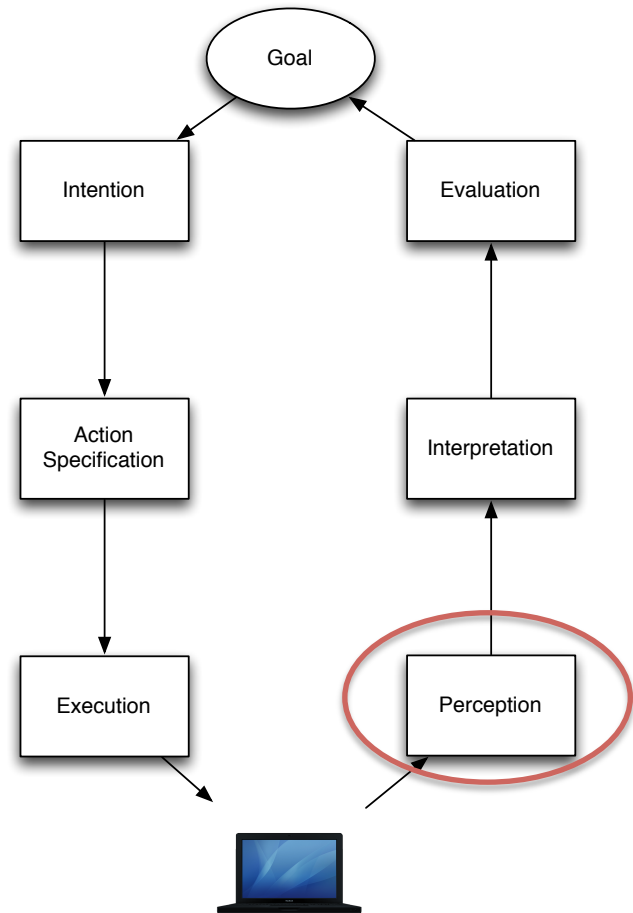 Goal
Intention
Evaluation
Action
Specification
Interpretation
Execution
Perception